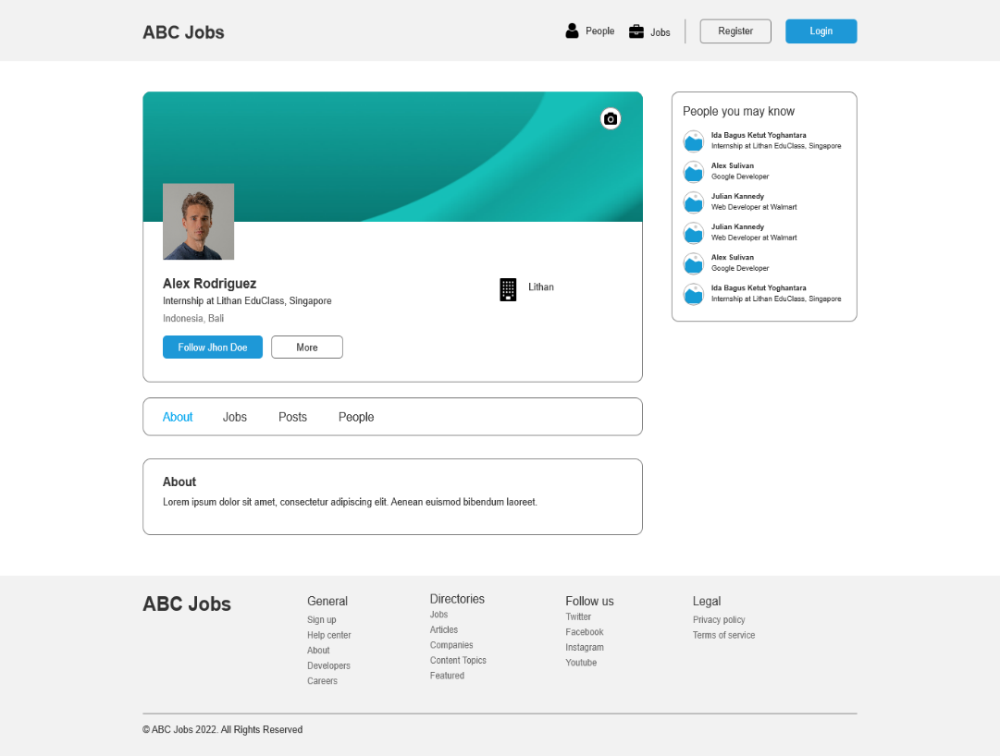 ABC Jobs
People
Jobs
Register
Login
Alex Rodriguez
Internship at Lithan EduClass, Singapore
Indonesia, Bali
Lithan
Follow Jhon Doe
More
People you may know
Ida Bagus Ketut Yoghantara
Internship at Lithan EduClass, Singapore
Alex Sulivan
Google Developer
Julian Kannedy
Web Developer at Walmart
Julian Kannedy
Web Developer at Walmart
Alex Sulivan
Google Developer
Ida Bagus Ketut Yoghantara
Internship at Lithan EduClass, Singapore
About
Jobs
Posts
People
About
Lorem ipsum dolor sit amet, consectetur adipiscing elit. Aenean euismod bibendum laoreet.
ABC Jobs
General
Sign up
Help center
About
Developers
Careers
Directories
Jobs
Articles
Companies
Content Topics
Featured
Follow us
Twitter
Facebook
Instagram
Youtube
Legal
Privacy policy
Terms of service
© ABC Jobs 2022. All Rights Reserved